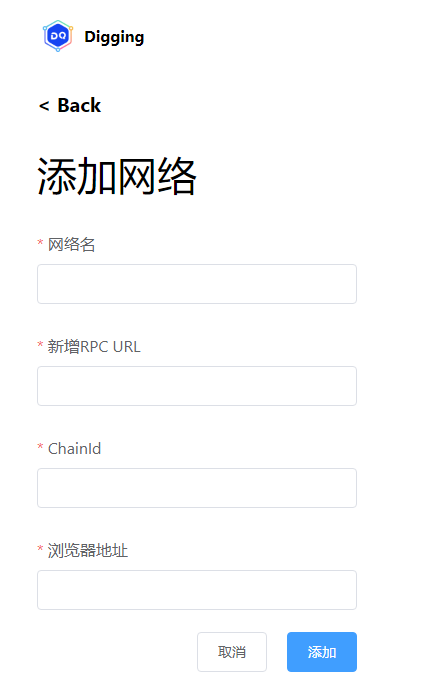 DQ
Digging
< Back
添加网络
* 网络名
* 新增RPC URL
* ChainId
* 浏览器地址
取消 添加